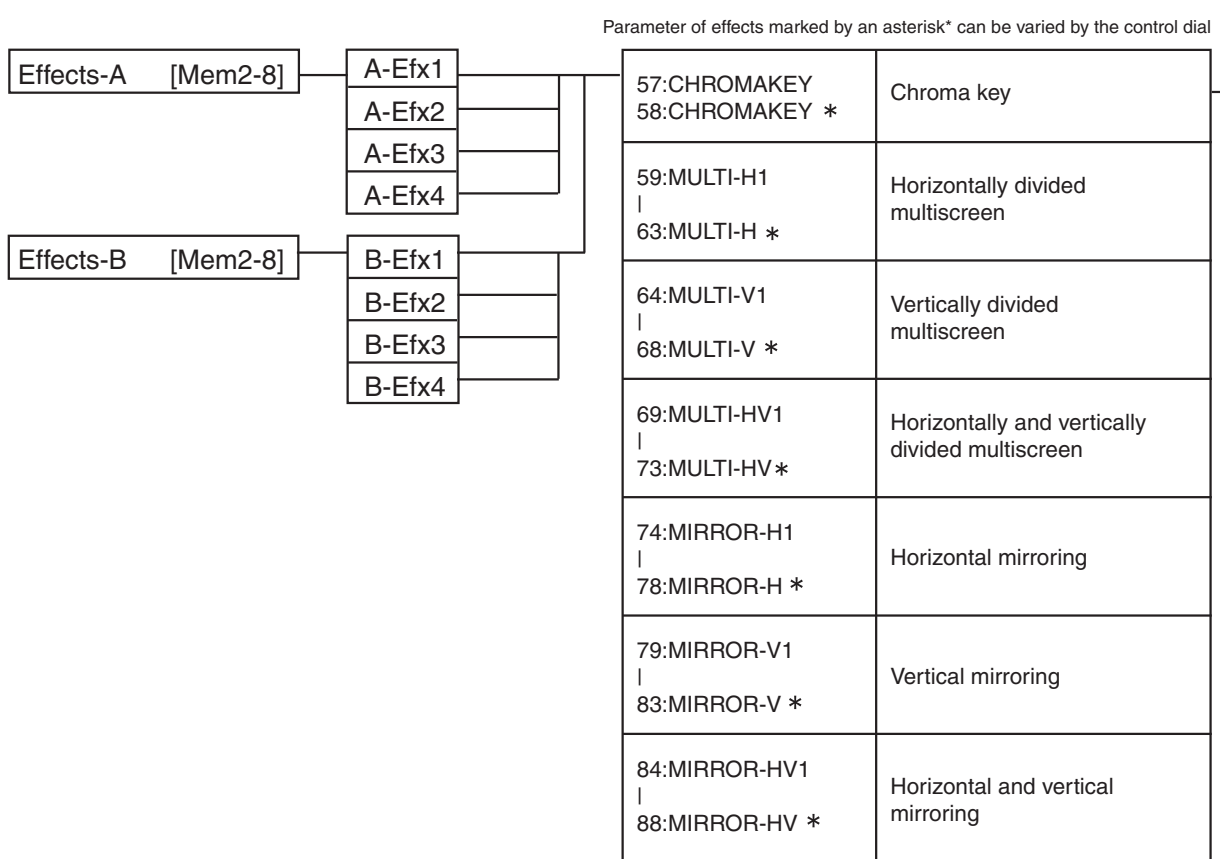 Parameter of effects marked by an asterisk* can be varied by the control dial
Effects-A [Mem2-8]
A-Efx1
A-Efx2
A-Efx3
A-Efx4
Effects-B [Mem2-8]
B-Efx1
B-Efx2
B-Efx3
B-Efx4
57:CHROMAKEY
58:CHROMAKEY *
Chroma key
59:MULTI-H1
|
63:MULTI-H *
Horizontally divided
multiscreen
64:MULTI-V1
|
68:MULTI-V *
Vertically divided
multiscreen
69:MULTI-HV1
|
73:MULTI-HV*
Horizontally and vertically
divided multiscreen
74:MIRROR-H1
|
78:MIRROR-H *
Horizontal mirroring
79:MIRROR-V1
|
83:MIRROR-V *
Vertical mirroring
84:MIRROR-HV1
|
88:MIRROR-HV *
Horizontal and vertical
mirroring